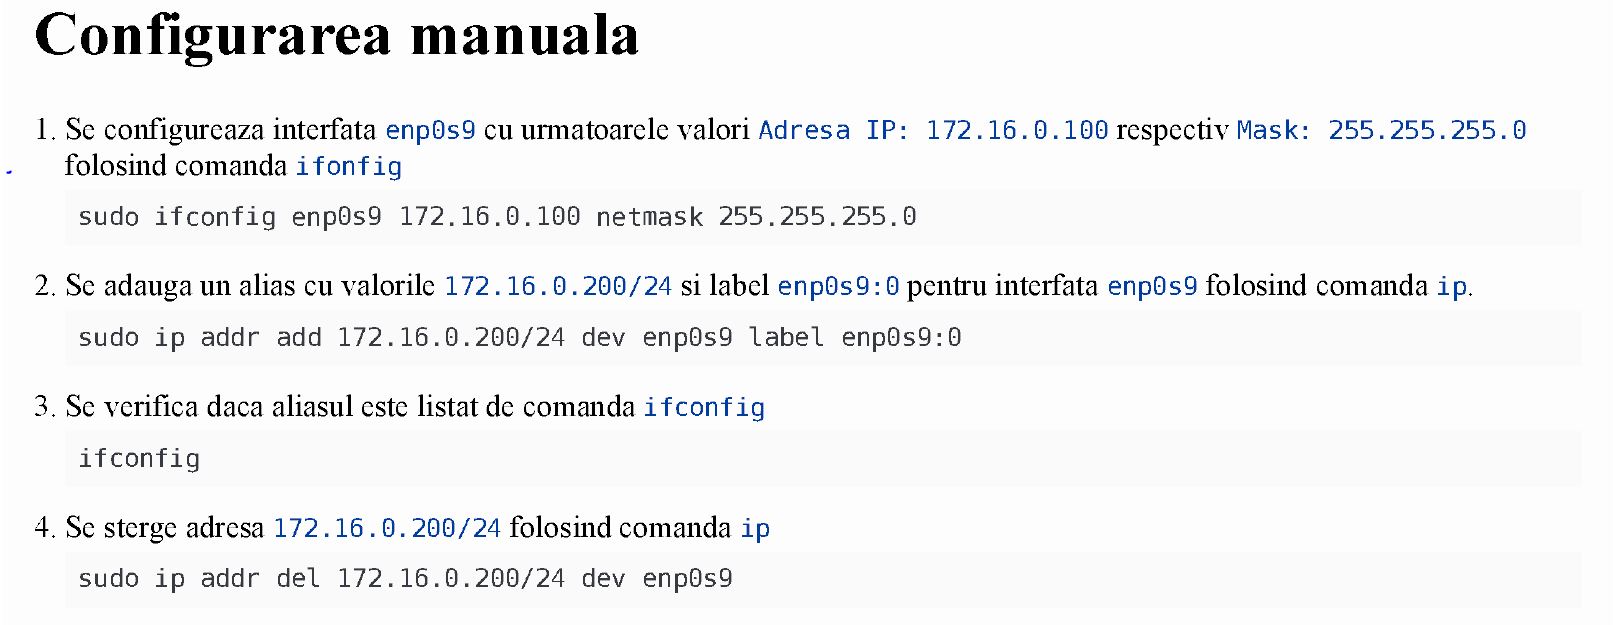 Configurarea manuala
1. Se configureaza interfata enp0s9 cu urmatoarele valori Adresa IP: 172.16.0.100 respectiv Mask: 255.255.255.0
folosind comanda ifonfig
sudo ifconfig enp0s9 172.16.0.100 netmask 255.255.255.0
2. Se adauga un alias cu valorile 172.16.0.200/24 si label enp0s9:0 pentru interfata enp0s9 folosind comanda ip.
sudo ip addr add 172.16.0.200/24 dev enp0s9 label enp0s9:0
3. Se verifica daca aliasul este listat de comanda ifconfig
ifconfig
4. Se sterge adresa 172.16.0.200/24 folosind comanda ip
sudo ip addr del 172.16.0.200/24 dev enp0s9